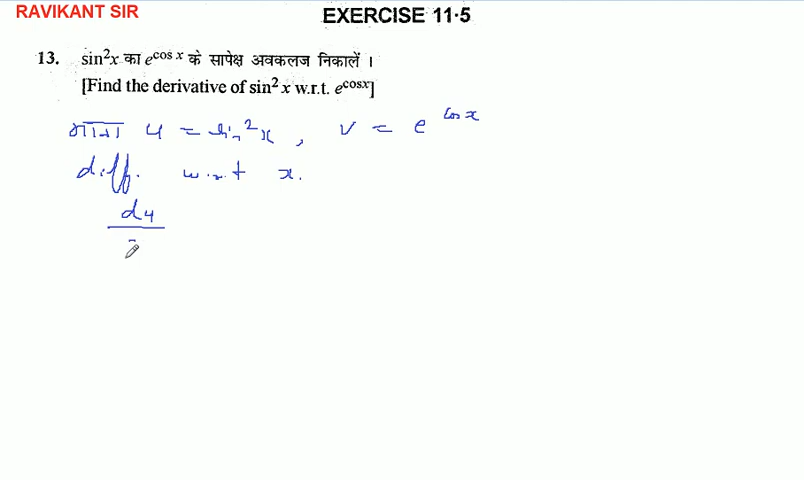 RAVIKANT SIR
EXERCISE 11·5
13. sin²x का e^cos x के सापेक्ष अवकलज निकालें ।
[Find the derivative of sin² x w.r.t. e^cosx]
माना u = sin²x, v = e^cos x
diff. w.r.t x.
du